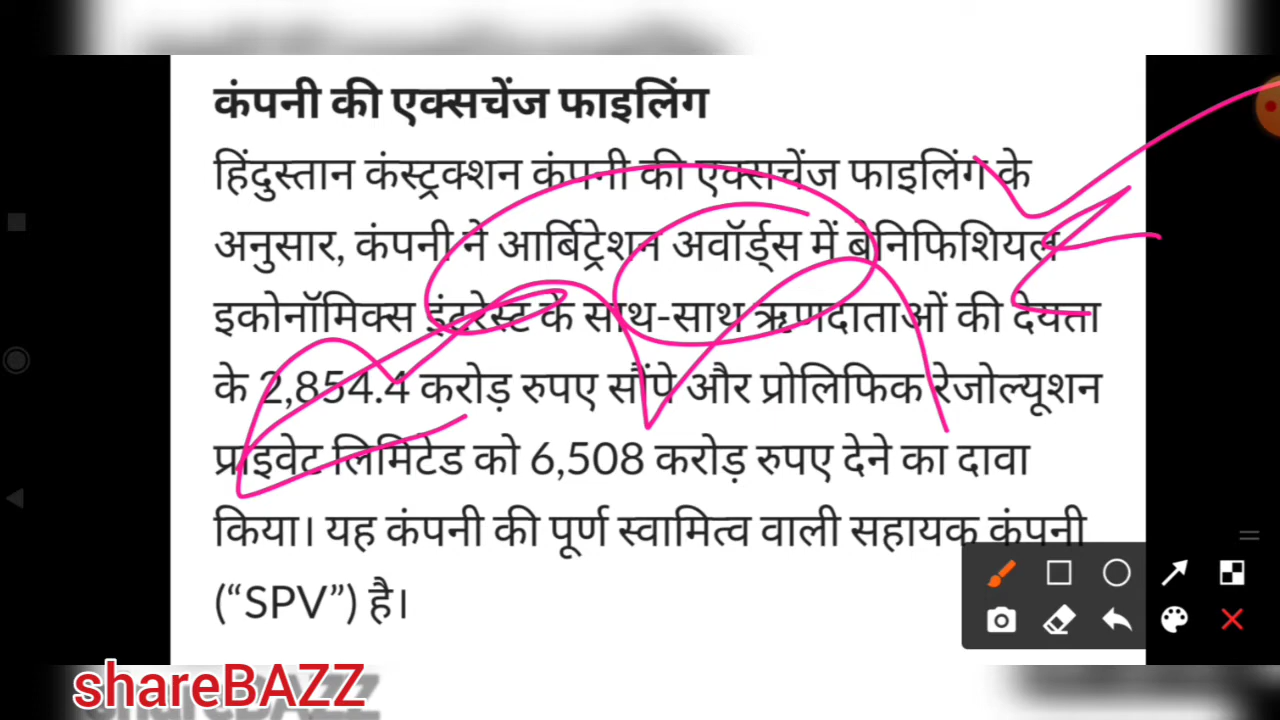 कंपनी की एक्सचेंज फाइलिंग
हिंदुस्तान कंस्ट्रक्शन कंपनी की एक्सचेंज फाइलिंग के
अनुसार, कंपनी ने आर्बिट्रेशन अवॉर्ड्स में बेनिफिशियल
इकोनॉमिक्स इंटरेस्ट के साथ-साथ ऋणदाताओं की देयता
के 2,854.4 करोड़ रुपए सौंपे और प्रोलिफिक रेजोल्यूशन
प्राइवेट लिमिटेड को 6,508 करोड़ रुपए देने का दावा
किया। यह कंपनी की पूर्ण स्वामित्व वाली सहायक कंपनी
(“SPV”) है।
shareBAZZ